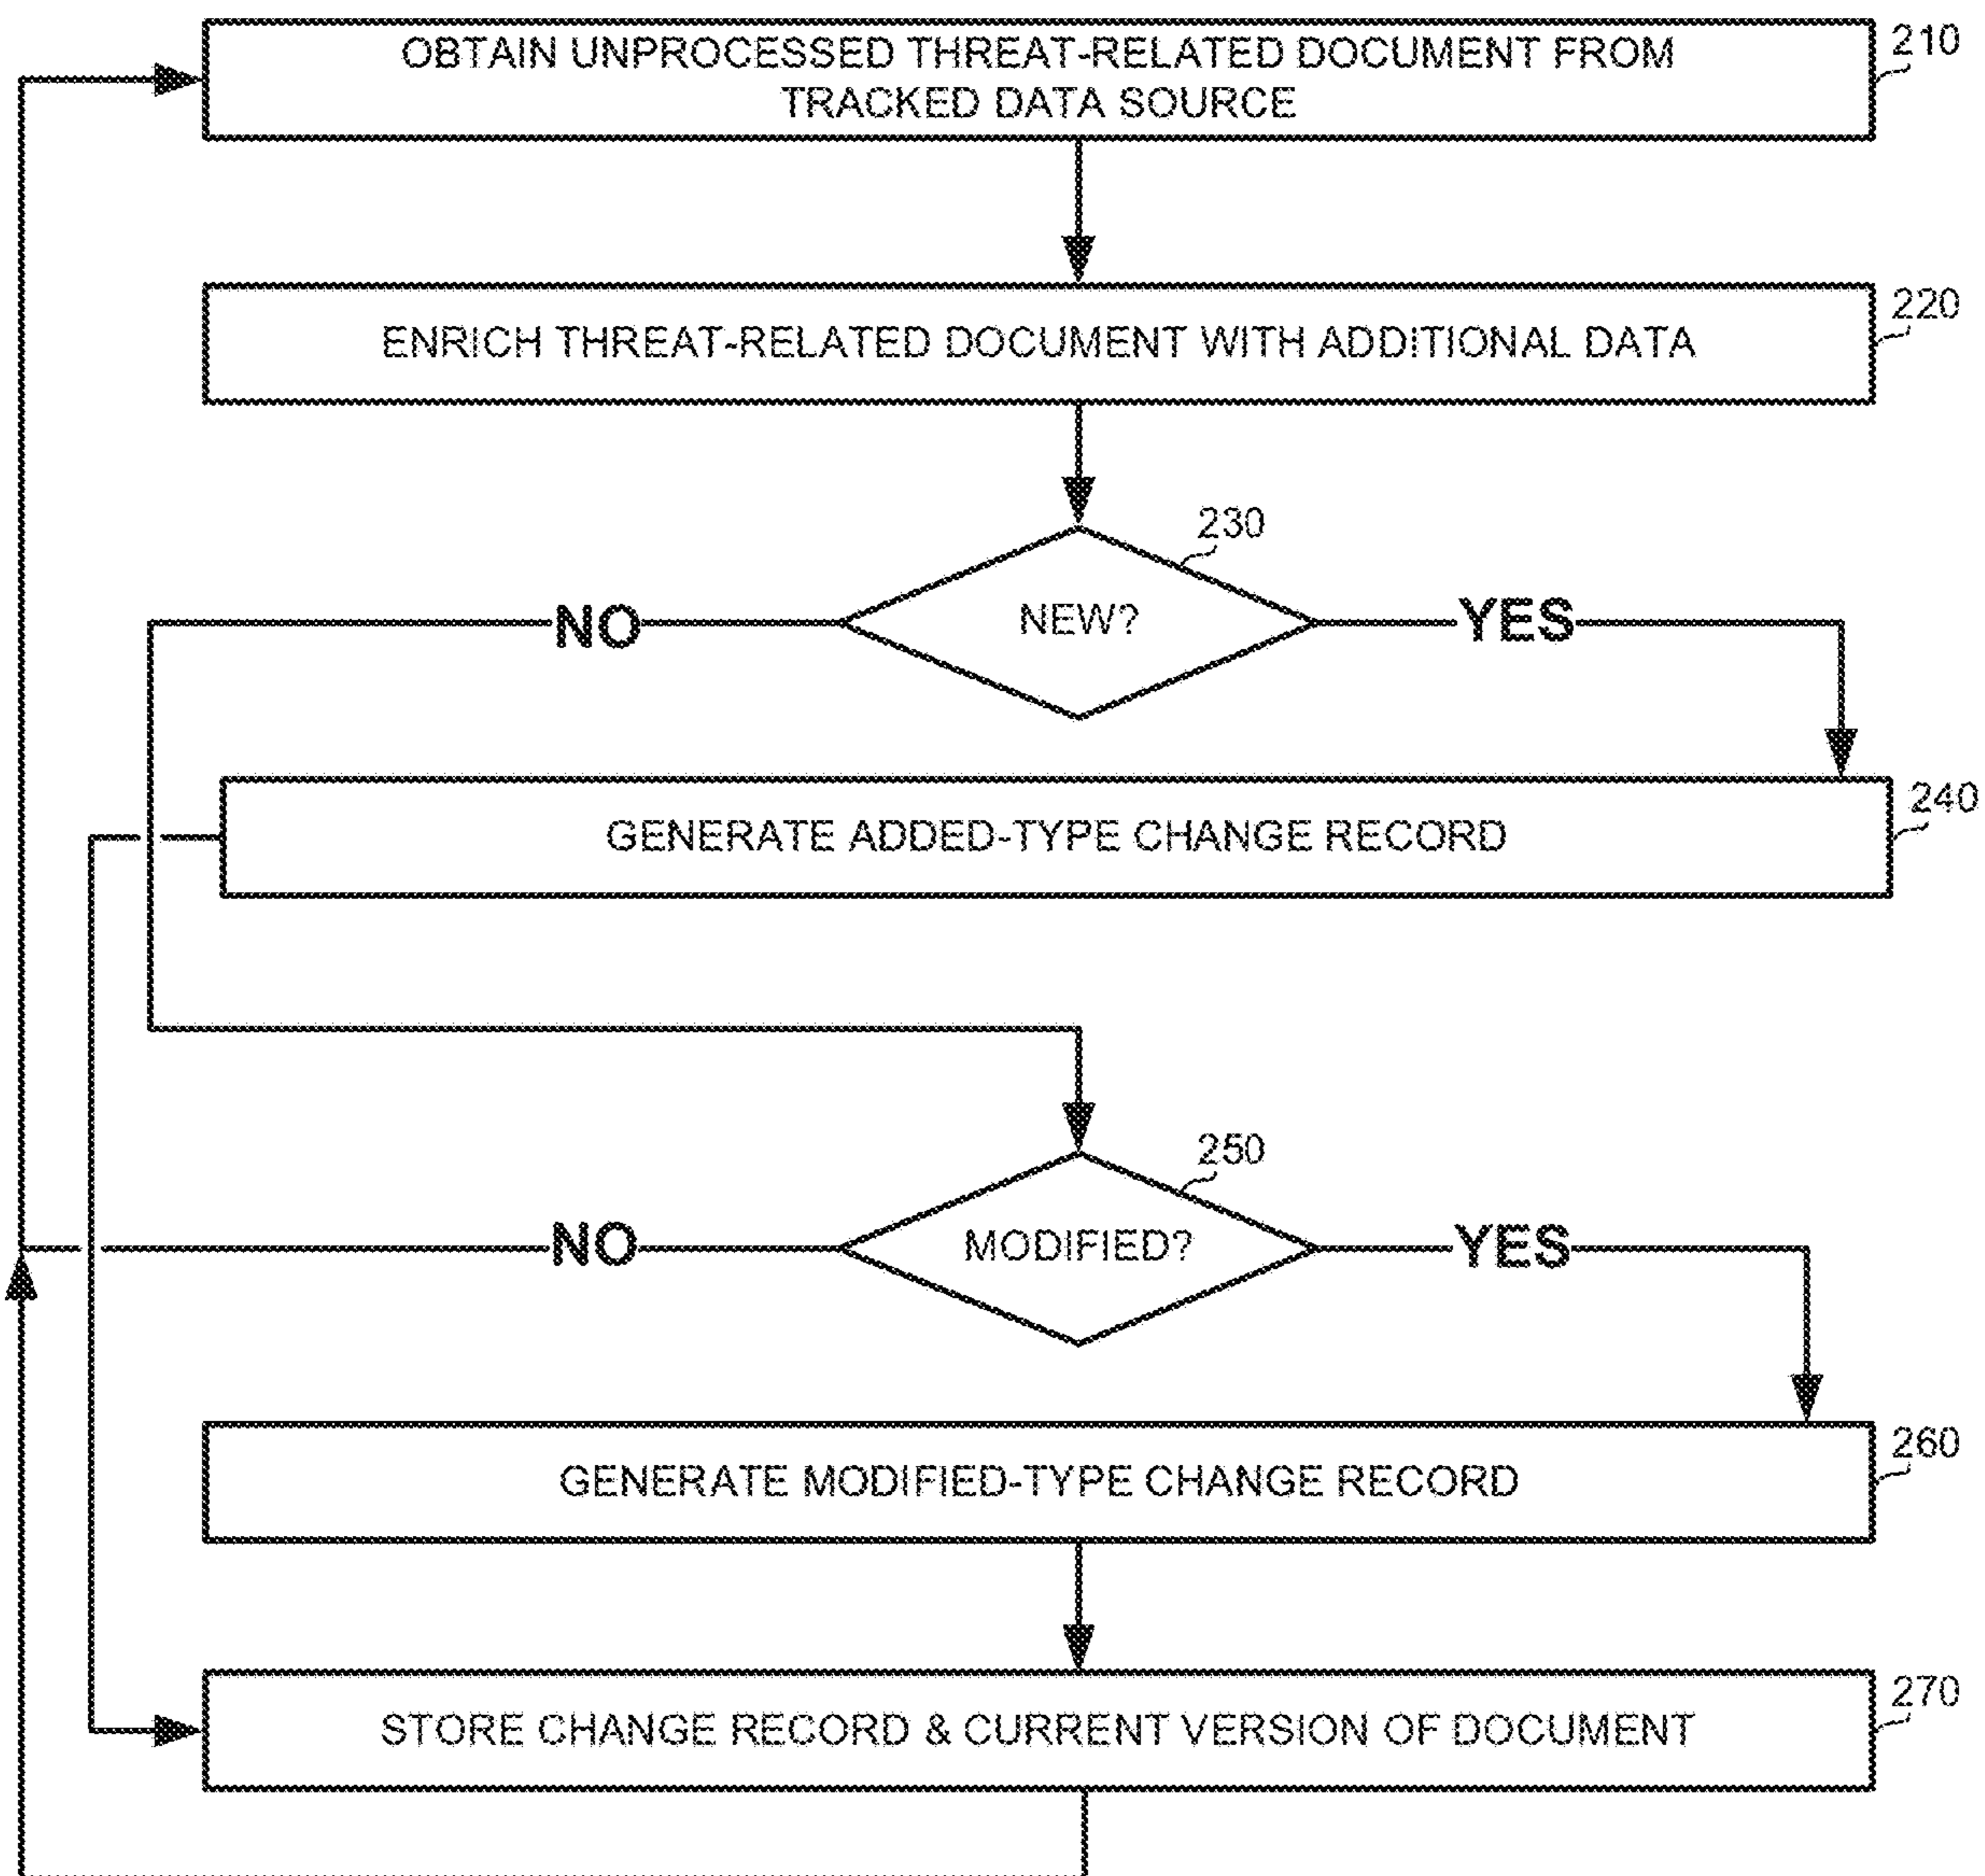 OBTAIN UNPROCESSED THREAT-RELATED DOCUMENT FROM
TRACKED DATA SOURCE
210
ENRICH THREAT-RELATED DOCUMENT WITH ADDITIONAL DATA
220
230
NEW?
NO
YES
GENERATE ADDED-TYPE CHANGE RECORD
240
250
MODIFIED?
NO
YES
GENERATE MODIFIED-TYPE CHANGE RECORD
260
STORE CHANGE RECORD & CURRENT VERSION OF DOCUMENT
270